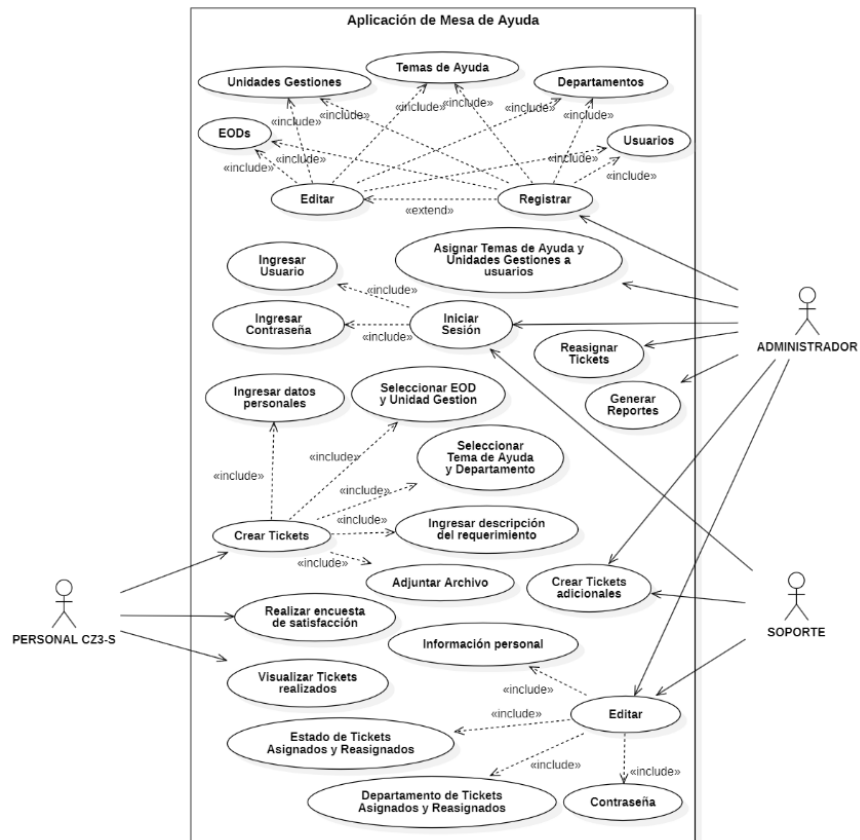 Aplicación de Mesa de Ayuda
Unidades Gestiones
Temas de Ayuda
Departamentos
«include»
«include»
«include»
«include»
«include»
«include»
EODs
Usuarios
«include»
«include»
«include»
«include»
Editar
«extend»
Registrar
Ingresar
Usuario
Asignar Temas de Ayuda y
Unidades Gestiones a
usuarios
«include»
Ingresar
Contraseña
«include»
Iniciar
Sesión
Reasignar
Tickets
ADMINISTRADOR
Ingresar datos
personales
Seleccionar EOD
y Unidad Gestion
Generar
Reportes
Seleccionar
Tema de Ayuda
y Departamento
«include»
«include»
«include»
«include»
Crear Tickets
Ingresar descripción
del requerimiento
«include»
Adjuntar Archivo
Crear Tickets
adicionales
PERSONAL CZ3-S
Realizar encuesta
de satisfacción
SOPORTE
Información personal
Visualizar Tickets
realizados
«include»
Editar
Estado de Tickets
Asignados y Reasignados
«include»
«include»
«include»
Departamento de Tickets
Asignados y Reasignados
Contraseña